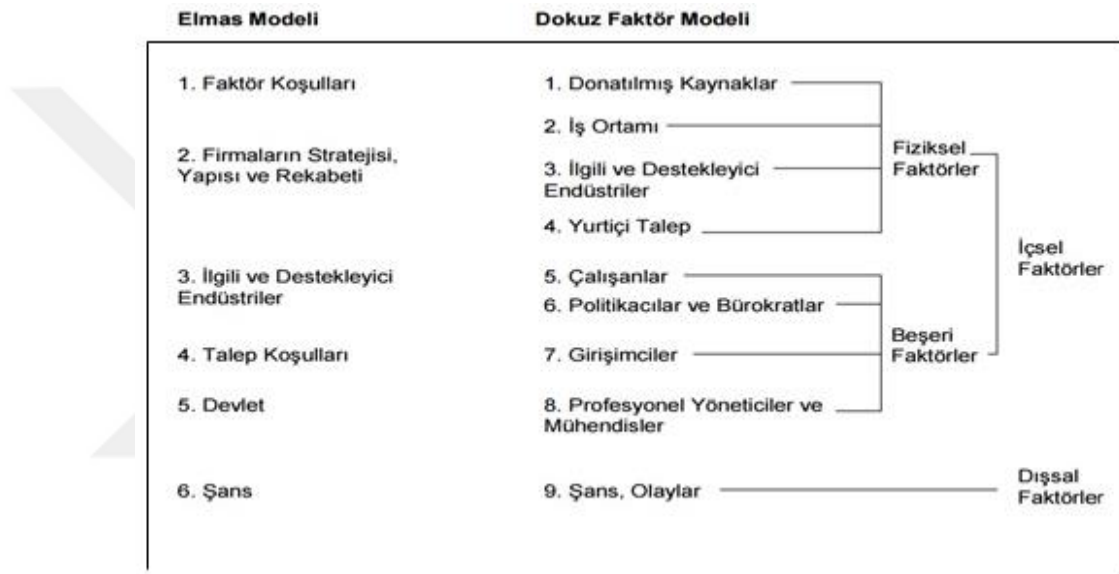 Elmas Modeli
Dokuz Faktör Modeli
1. Faktör Koşulları
2. Firmaların Stratejisi,
Yapısı ve Rekabeti
3. İlgili ve Destekleyici
Endüstriler
4. Talep Koşulları
5. Devlet
6. Şans
1. Donatılmış Kaynaklar
2. İş Ortamı
3. İlgili ve Destekleyici
Endüstriler
4. Yurtiçi Talep
5. Çalışanlar
6. Politikacılar ve Bürokratlar
7. Girişimciler
8. Profesyonel Yöneticiler ve
Mühendisler
9. Şans, Olaylar
Fiziksel
Faktörler
Beşeri
Faktörler
İçsel
Faktörler
Dışsal
Faktörler